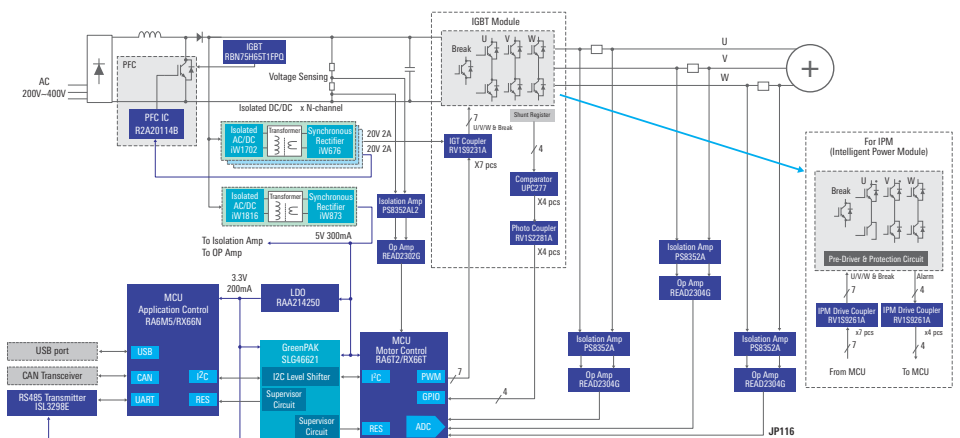 IGBT Module
IGBT
RBN75H65T1FPQ
PFC
AC
200V~400V
PFC IC
R2A20114B
Voltage Sensing
Break
U
V
W
U
V
W
Shunt Register
7
U/V/W & Break
IGT Coupler
RV1S9231A
X7 pcs
4
Comparator
UPC277
X4 pcs
Photo Coupler
RV1S2281A
X4 pcs
Isolated DC/DC x N-channel
Isolated
AC/DC
iW1702
Transformer
Synchronous
Rectifier
iW676
20V 2A
20V 2A
Isolated
AC/DC
iW1816
Transformer
Synchronous
Rectifier
iW873
5V 300mA
To Isolation Amp
To OP Amp
Isolation Amp
PS8352AL2
Op Amp
READ2302G
3.3V
200mA
LDO
RAA214250
MCU
Application Control
RA6M5/RX66N
USB
CAN
UART
I²C
RES
USB port
CAN Transceiver
RS485 Transmitter
ISL3298E
GreenPAK
SLG46621
I2C Level Shifter
Supervisor
Circuit
Supervisor
Circuit
MCU
Motor Control
RA6T2/RX66T
I²C
PWM
GPIO
RES
ADC
7
4
Isolation Amp
PS8352A
Op Amp
READ2304G
Isolation Amp
PS8352A
Op Amp
READ2304G
Isolation Amp
PS8352A
Op Amp
READ2304G
For IPM
(Intelligent Power Module)
Break
U
V
W
Pre-Driver & Protection Circuit
U/V/W & Break
Alarm
7
4
IPM Drive Coupler
RV1S9261A
x7 pcs
IPM Drive Coupler
RV1S9261A
x4 pcs
7
4
From MCU
To MCU
JP116